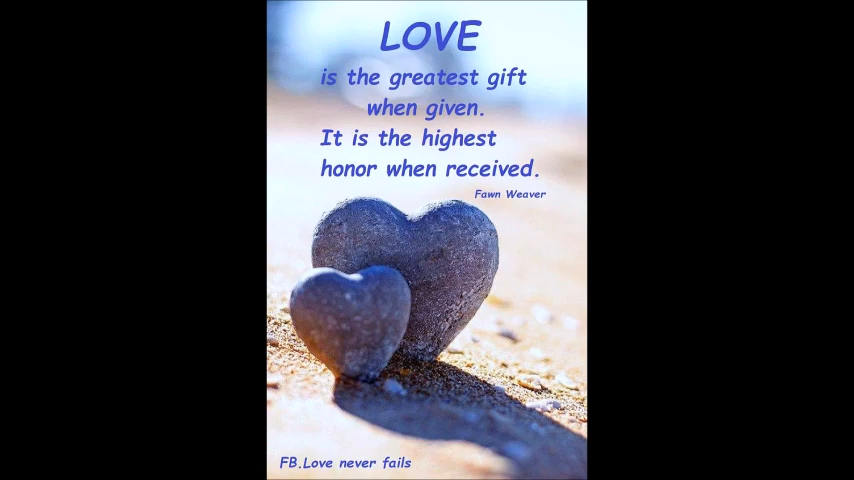 LOVE
is the greatest gift
when given.
It is the highest
honor when received.
Fawn Weaver
FB.Love never fails